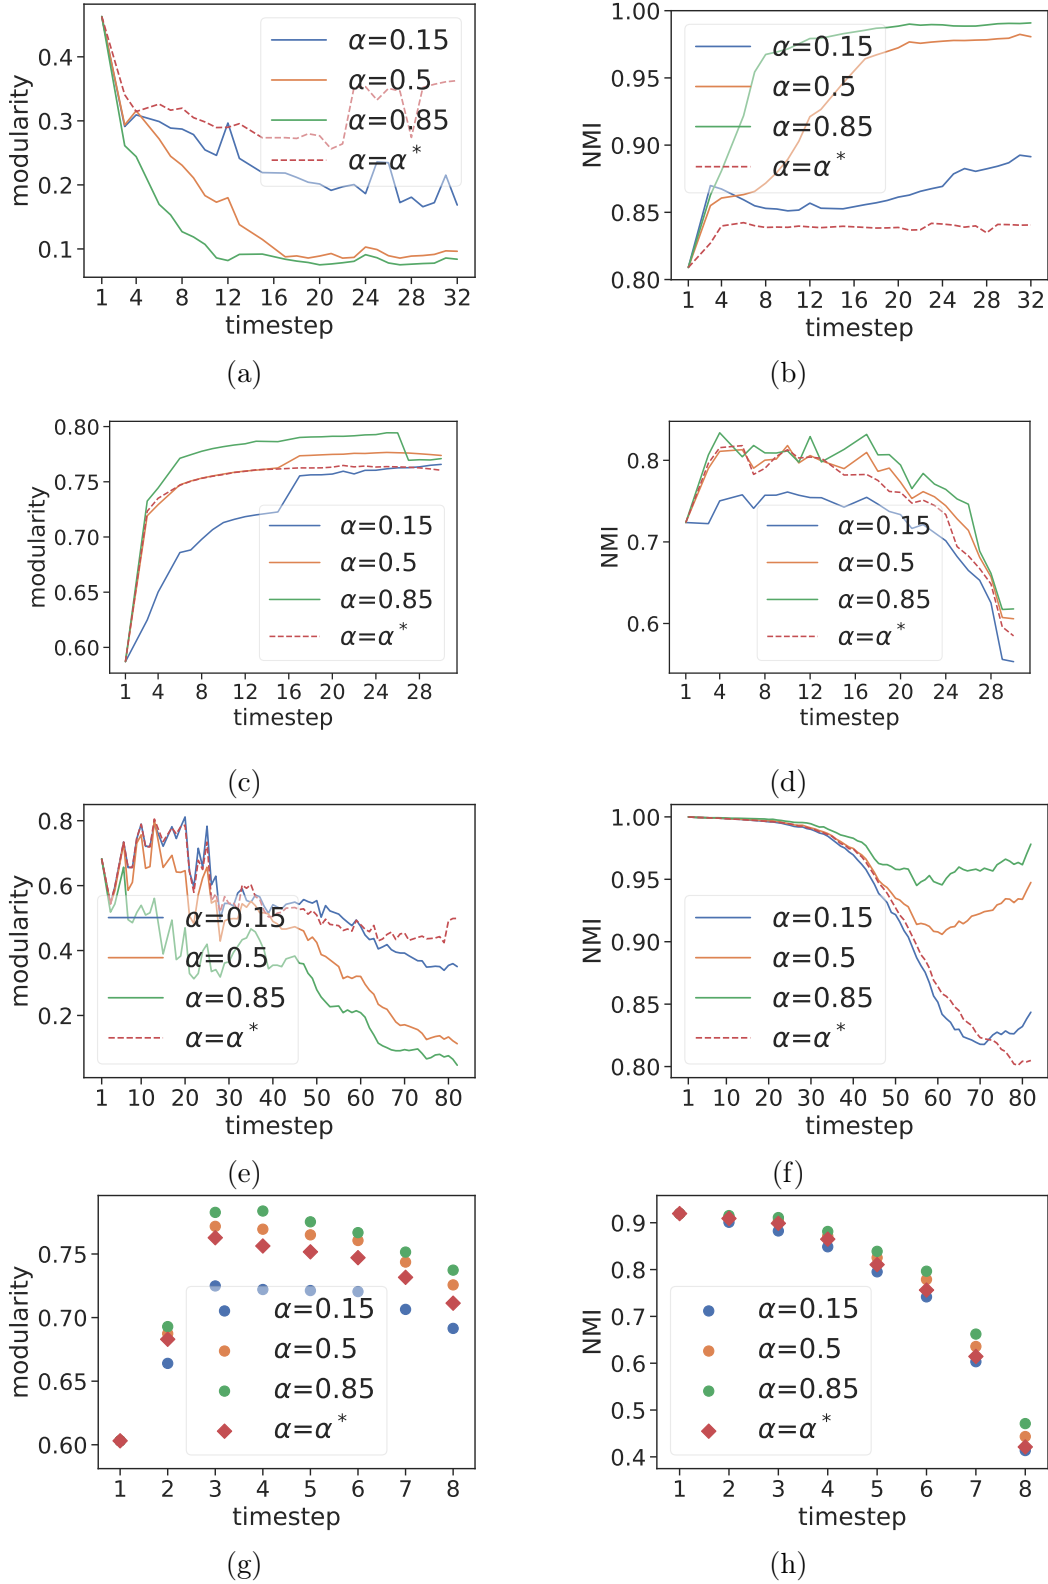 0.4
0.3
0.2
0.1
modularity
α=0.15
α=0.5
α=0.85
α=α*
1 4 8 12 16 20 24 28 32
timestep
(a)
1.00
0.95
0.90
0.85
0.80
NMI
α=0.15
α=0.5
α=0.85
α=α*
1 4 8 12 16 20 24 28 32
timestep
(b)
0.80
0.75
0.70
0.65
0.60
modularity
α=0.15
α=0.5
α=0.85
α=α*
1 4 8 12 16 20 24 28
timestep
(c)
0.8
0.7
0.6
NMI
α=0.15
α=0.5
α=0.85
α=α*
1 4 8 12 16 20 24 28
timestep
(d)
0.8
0.6
0.4
0.2
modularity
α=0.15
α=0.5
α=0.85
α=α*
1 10 20 30 40 50 60 70 80
timestep
(e)
1.00
0.95
0.90
0.85
0.80
NMI
α=0.15
α=0.5
α=0.85
α=α*
1 10 20 30 40 50 60 70 80
timestep
(f)
0.75
0.70
0.65
0.60
modularity
α=0.15
α=0.5
α=0.85
α=α*
1 2 3 4 5 6 7 8
timestep
(g)
0.9
0.8
0.7
0.6
0.5
0.4
NMI
α=0.15
α=0.5
α=0.85
α=α*
1 2 3 4 5 6 7 8
timestep
(h)